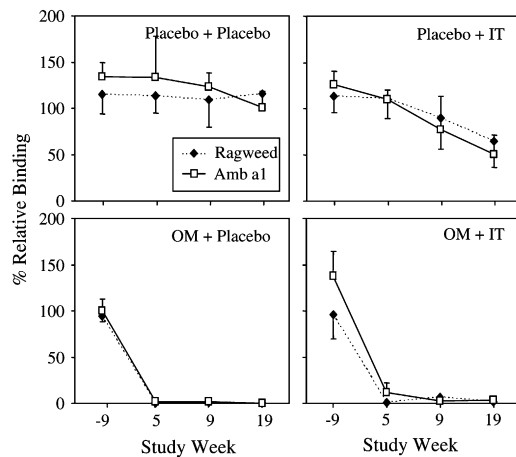 Placebo + Placebo
Placebo + IT
200
150
100
50
0
Ragweed
Amb a1
% Relative Binding
OM + Placebo
OM + IT
200
150
100
50
0
-9 5 9 19
-9 5 9 19
Study Week
Study Week